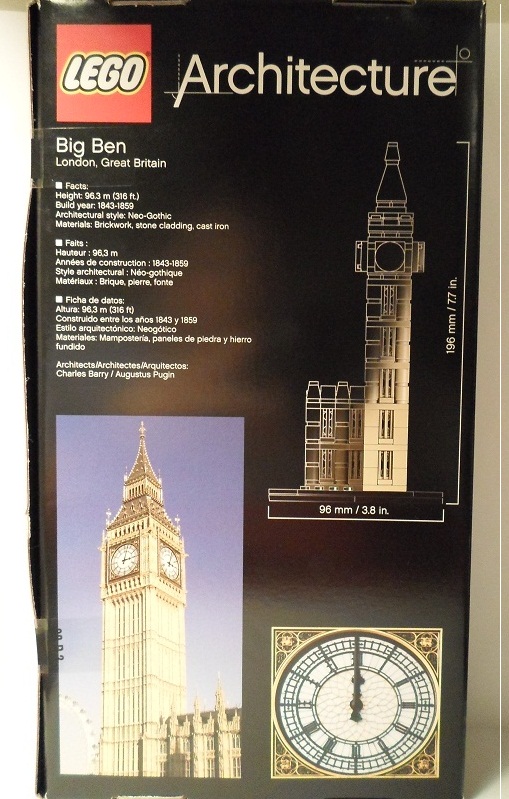 LEGO Architecture
Big Ben
London, Great Britain
Facts:
Height: 96.3 m (316 ft.)
Build year: 1843-1859
Architectural style: Neo-Gothic
Materials: Brickwork, stone cladding, cast iron
Faits :
Hauteur : 96,3 m
Années de construction : 1843-1859
Style architectural : Néo-gothique
Matériaux : Brique, pierre, fonte
Ficha de datos:
Altura: 96,3 m (316 ft)
Construido entre los años 1843 y 1859
Estilo arquitectónico: Neogótico
Materiales: Mampostería, paneles de piedra y hierro
fundido
Architects/Architectes/Arquitectos:
Charles Barry / Augustus Pugin
196 mm / 7.7 in.
96 mm / 3.8 in.